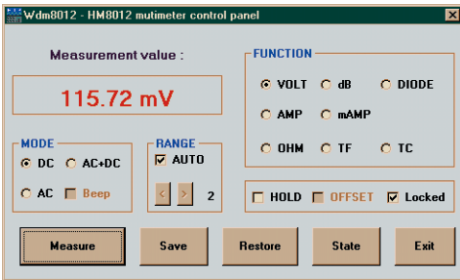 Wdm8012 - HM8012 mutimeter control panel
Measurement value :
115.72 mV
FUNCTION
VOLT dB DIODE
AMP mAMP
OHM TF TC
MODE
DC AC+DC
AC Beep
RANGE
AUTO
< > 2
HOLD OFFSET Locked
Measure Save Restore State Exit